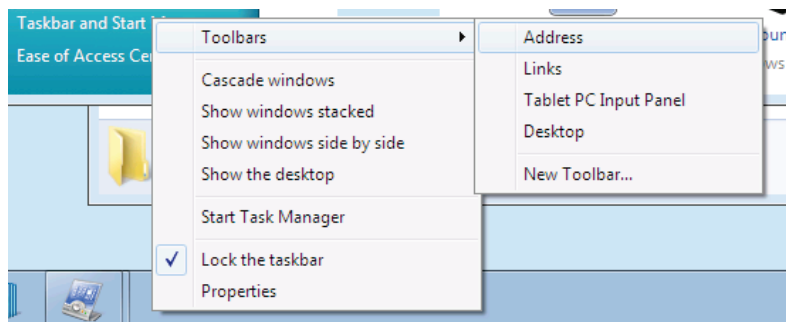 Taskbar and Start
Ease of Access
Toolbars
Cascade windows
Show windows stacked
Show windows side by side
Show the desktop
Start Task Manager
Lock the taskbar
Properties
Address
Links
Tablet PC Input Panel
Desktop
New Toolbar...